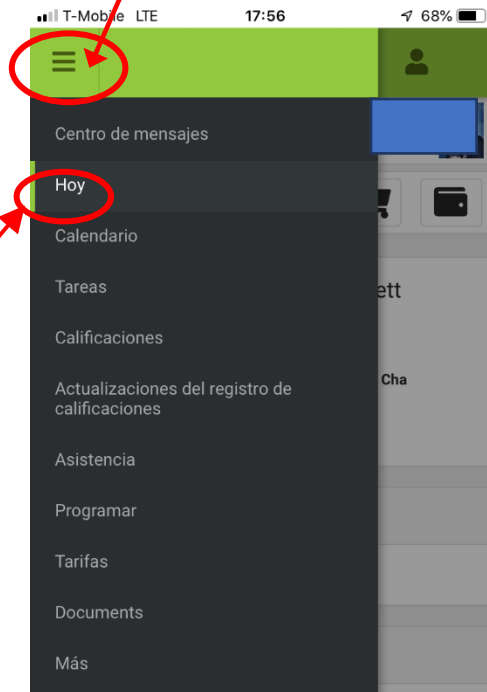 T-Mobile LTE 17:56 68%
Centro de mensajes
Hoy
Calendario
Tareas
ett
Calificaciones
Actualizaciones del registro de
calificaciones
Cha
Asistencia
Programar
Tarifas
Documents
Más